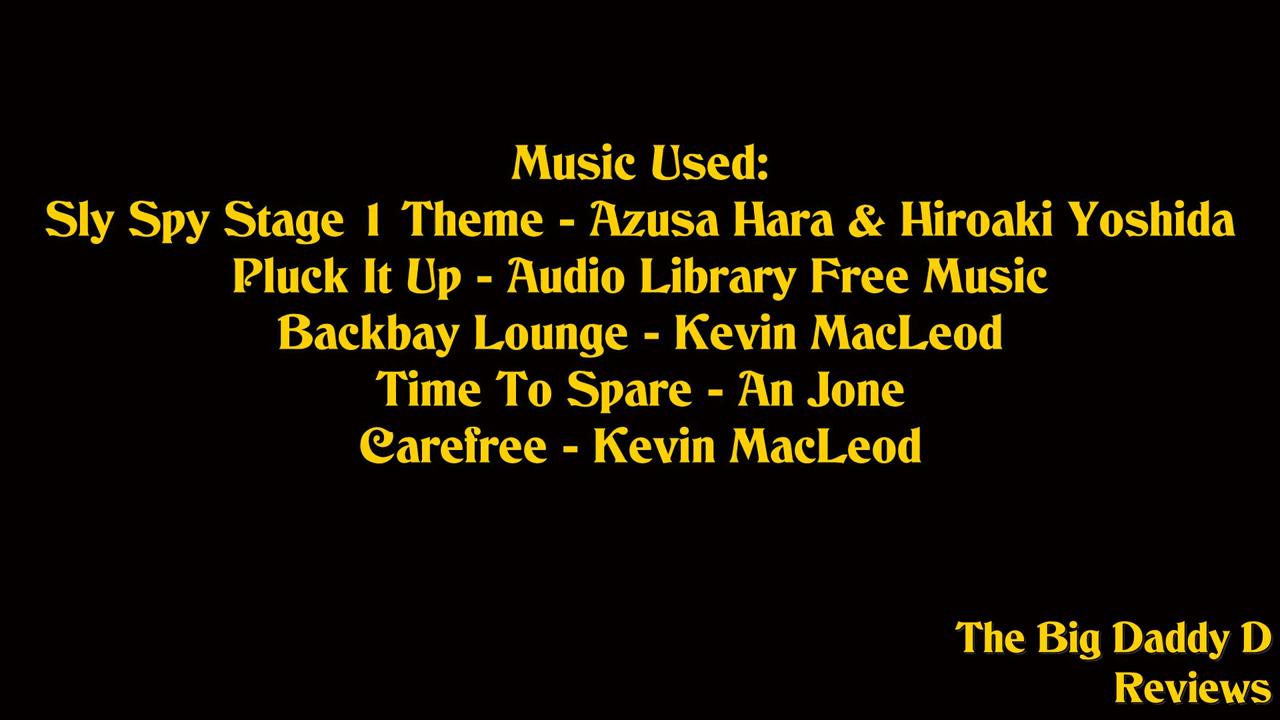 Music Used:
Sly Spy Stage 1 Theme - Azusa Hara & Hiroaki Yoshida
Pluck It Up - Audio Library Free Music
Backbay Lounge - Kevin MacLeod
Time To Spare - An Jone
Carefree - Kevin MacLeod
The Big Daddy D
Reviews